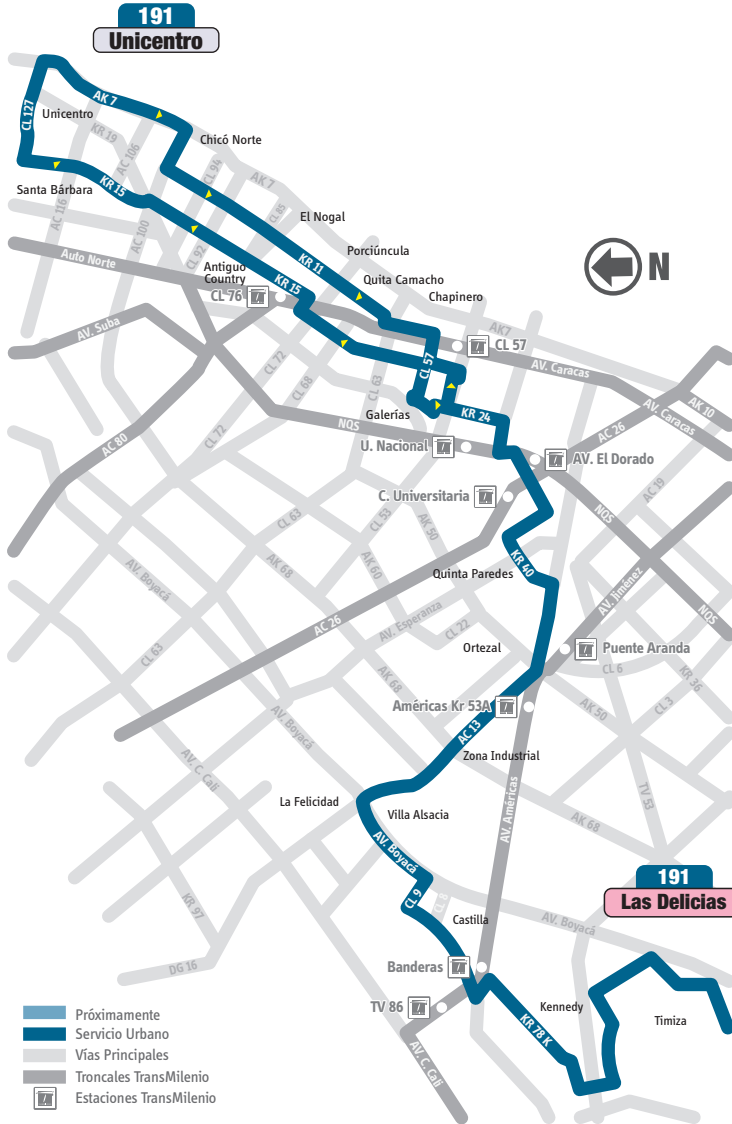 191
Unicentro
AK 7
CL 127
Unicentro
KR 19
AC 106
Chicó Norte
CL 94
AK 7
Santa Bárbara
KR 15
AC 116
AC 100
CL 92
CL 85
El Nogal
Auto Norte
Antiguo
Country
KR 11
Porciúncula
KR 15
Quita Camacho
CL 76
Chapinero
N
AV. Suba
AK7
CL 57
CL 57
AV. Caracas
CL 72
CL 68
CL 63
Galerías
KR 24
AV. Caracas
AK 10
NQS
CL 72
AC 80
U. Nacional
AC 26
AV. El Dorado
C. Universitaria
AC 19
CL 63
CL 53
AK 50
NQS
AV. Boyacá
AK 68
AK 60
Quinta Paredes
KR 40
AV. Jiménez
NQS
AC 26
AV. Esperanza
CL 22
CL 63
Ortezal
Puente Aranda
CL 6
KR 36
AK 68
Américas Kr 53A
AK 50
CL 3
AV. Boyacá
AC 13
Zona Industrial
AV. C. Cali
TV 53
La Felicidad
Villa Alsacia
AV. Américas
AK 68
AV. Boyacá
191
Las Delicias
CL 9
CL 8
KR 97
Castilla
AV. Boyacá
DG 16
Banderas
TV 86
Kennedy
KR 78 K
Timiza
AV. C. Cali
Próximamente
Servicio Urbano
Vías Principales
Troncales TransMilenio
Estaciones TransMilenio